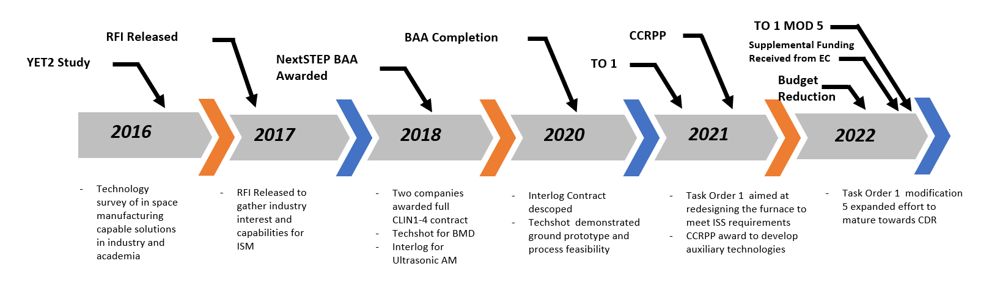 YET2 Study
RFI Released
NextSTEP BAA
Awarded
BAA Completion
TO 1
CCRPP
TO 1 MOD 5
Supplemental Funding
Received from EC
Budget
Reduction
2016
2017
2018
2020
2021
2022
- Technology
survey of in space
manufacturing
capable solutions
in industry and
academia
- RFI Released to
gather industry
interest and
capabilities for
ISM
- Two companies
awarded full
CLIN1-4 contract
- Techshot for BMD
- Interlog for
Ultrasonic AM
- Interlog Contract
descoped
- Techshot demonstrated
ground prototype and
process feasibility
- Task Order 1 aimed at
redesigning the furnace to
meet ISS requirements
- CCRPP award to develop
auxiliary technologies
- Task Order 1 modification
5 expanded effort to
mature towards CDR